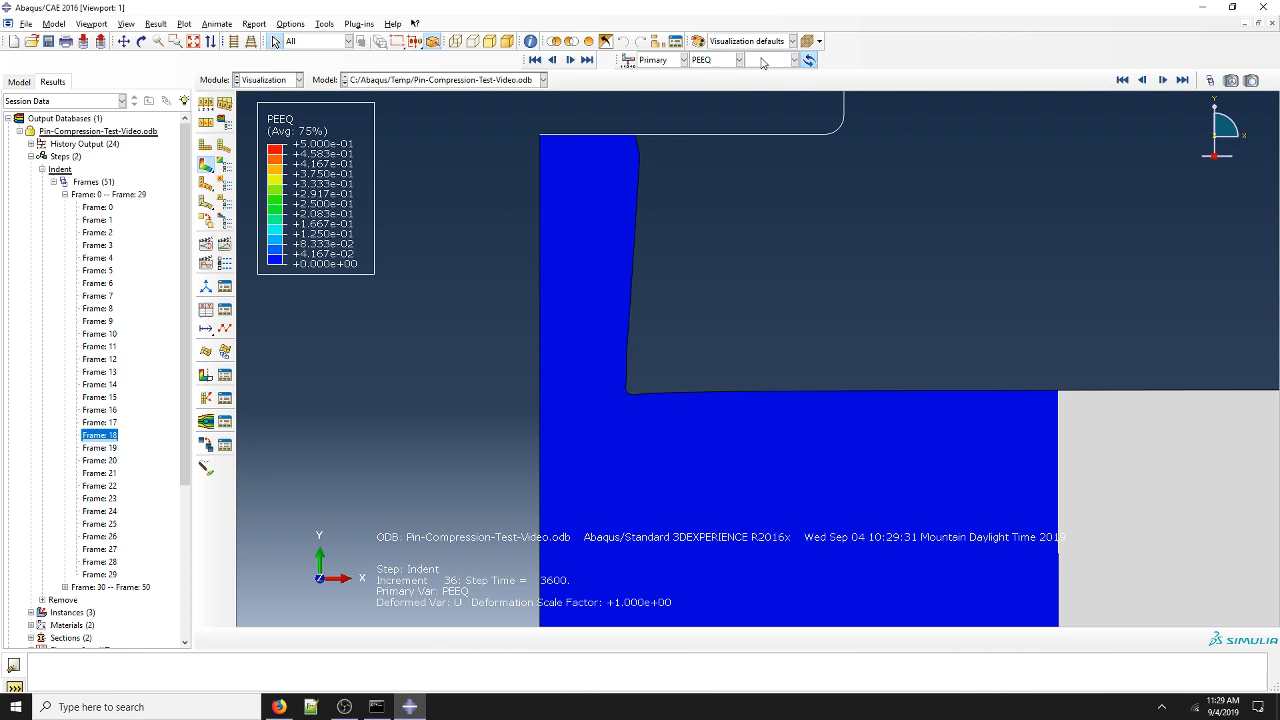 Abaqus/CAE 2016 [Viewport: 1]
File Model Viewport View Result Plot Animate Report Options Tools Plug-ins Help
All Visualization defaults
Primary PEEQ
Model Results Module: Visualization Model: C:/Abaqus/Temp/Pin-Compression-Test-Video.odb
Session Data
Output Databases (1)
Pin-Compression-Test-Video.odb
History Output (24)
Steps (2)
Indent
Frames (51)
Frame: 0 -- Frame: 29
Frame: 0
Frame: 1
Frame: 2
Frame: 3
Frame: 4
Frame: 5
Frame: 6
Frame: 7
Frame: 8
Frame: 9
Frame: 10
Frame: 11
Frame: 12
Frame: 13
Frame: 14
Frame: 15
Frame: 16
Frame: 17
Frame: 18
Frame: 19
Frame: 20
Frame: 21
Frame: 22
Frame: 23
Frame: 24
Frame: 25
Frame: 26
Frame: 27
Frame: 28
Frame: 29
Frame: 30 -- Frame: 50
Remove
Instances (3)
Materials (2)
Sections (2)
PEEQ
(Avg: 75%)
+5.000e-01
+4.583e-01
+4.167e-01
+3.750e-01
+3.333e-01
+2.917e-01
+2.500e-01
+2.083e-01
+1.667e-01
+1.250e-01
+8.333e-02
+4.167e-02
+0.000e+00
Y
X
Y
X
Z
ODB: Pin-Compression-Test-Video.odb Abaqus/Standard 3DEXPERIENCE R2016x Wed Sep 04 10:29:31 Mountain Daylight Time 2019
Step: Indent
Increment 36: Step Time = 3600.
Primary Var: PEEQ
Deformed Var: U Deformation Scale Factor: +1.000e+00
SIMULIA
>>>
Type here to search
11:29 AM
9/4/2019